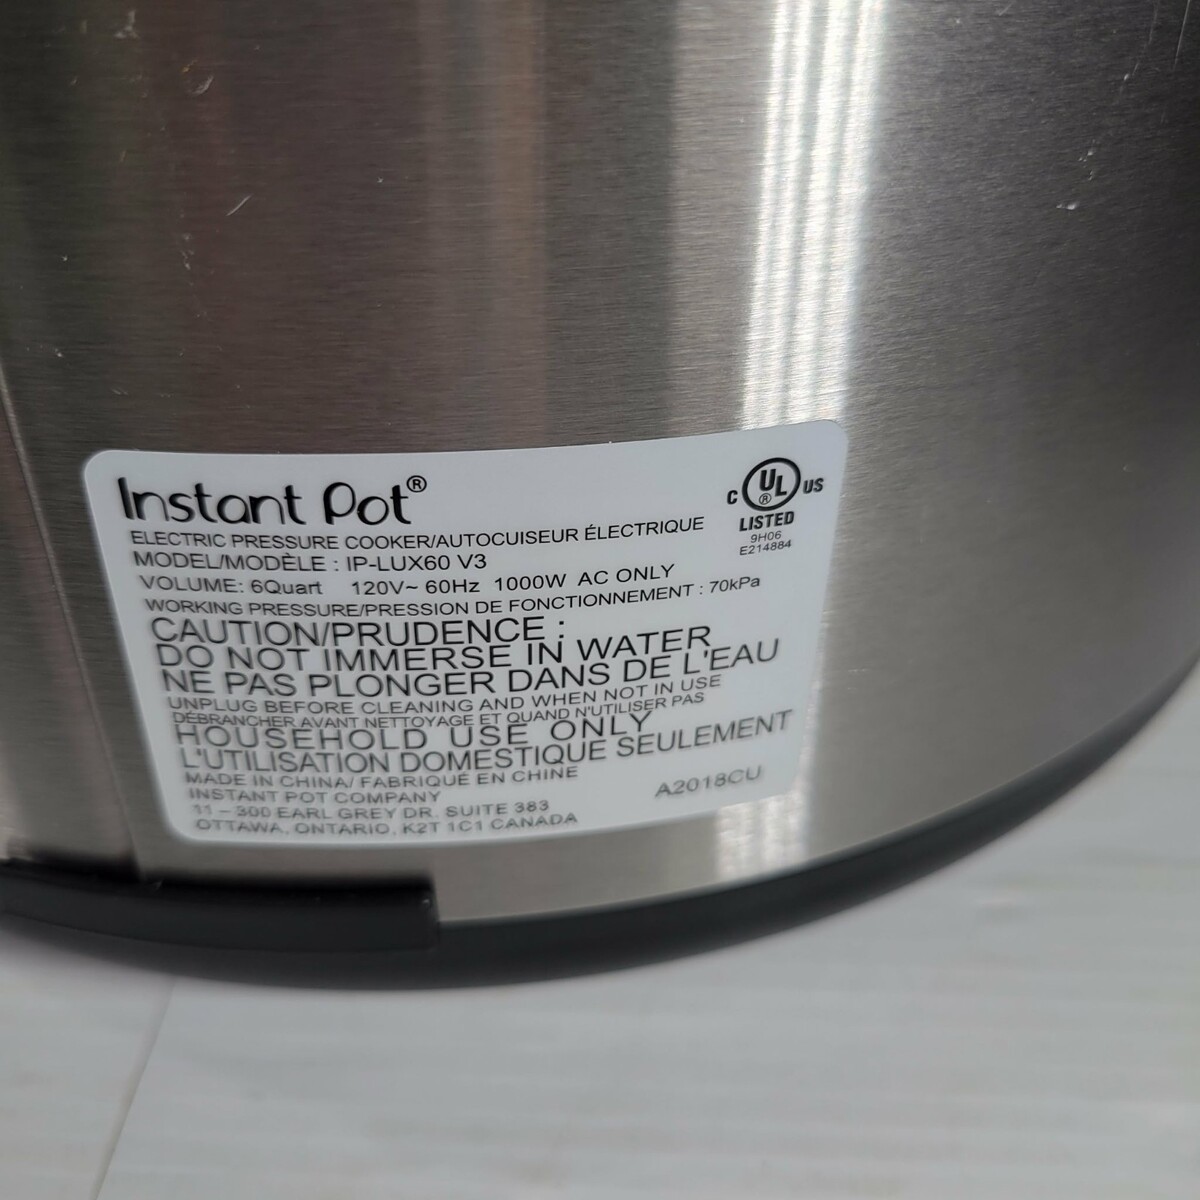 Instant Pot®
ELECTRIC PRESSURE COOKER/AUTOCUISEUR ÉLECTRIQUE
MODEL/MODÈLE : IP-LUX60 V3
VOLUME: 6Quart 120V~ 60Hz 1000W AC ONLY
WORKING PRESSURE/PRESSION DE FONCTIONNEMENT : 70kPa
C UL ® US
LISTED
9H06
E214884
CAUTION/PRUDENCE :
DO NOT IMMERSE IN WATER
NE PAS PLONGER DANS DE L'EAU
UNPLUG BEFORE CLEANING AND WHEN NOT IN USE
DÉBRANCHER AVANT NETTOYAGE ET QUAND N'UTILISER PAS
HOUSEHOLD USE ONLY
L'UTILISATION DOMESTIQUE SEULEMENT
MADE IN CHINA/ FABRIQUÉ EN CHINE
INSTANT POT COMPANY
11 – 300 EARL GREY DR. SUITE 383
OTTAWA, ONTARIO, K2T 1C1 CANADA
A2018CU